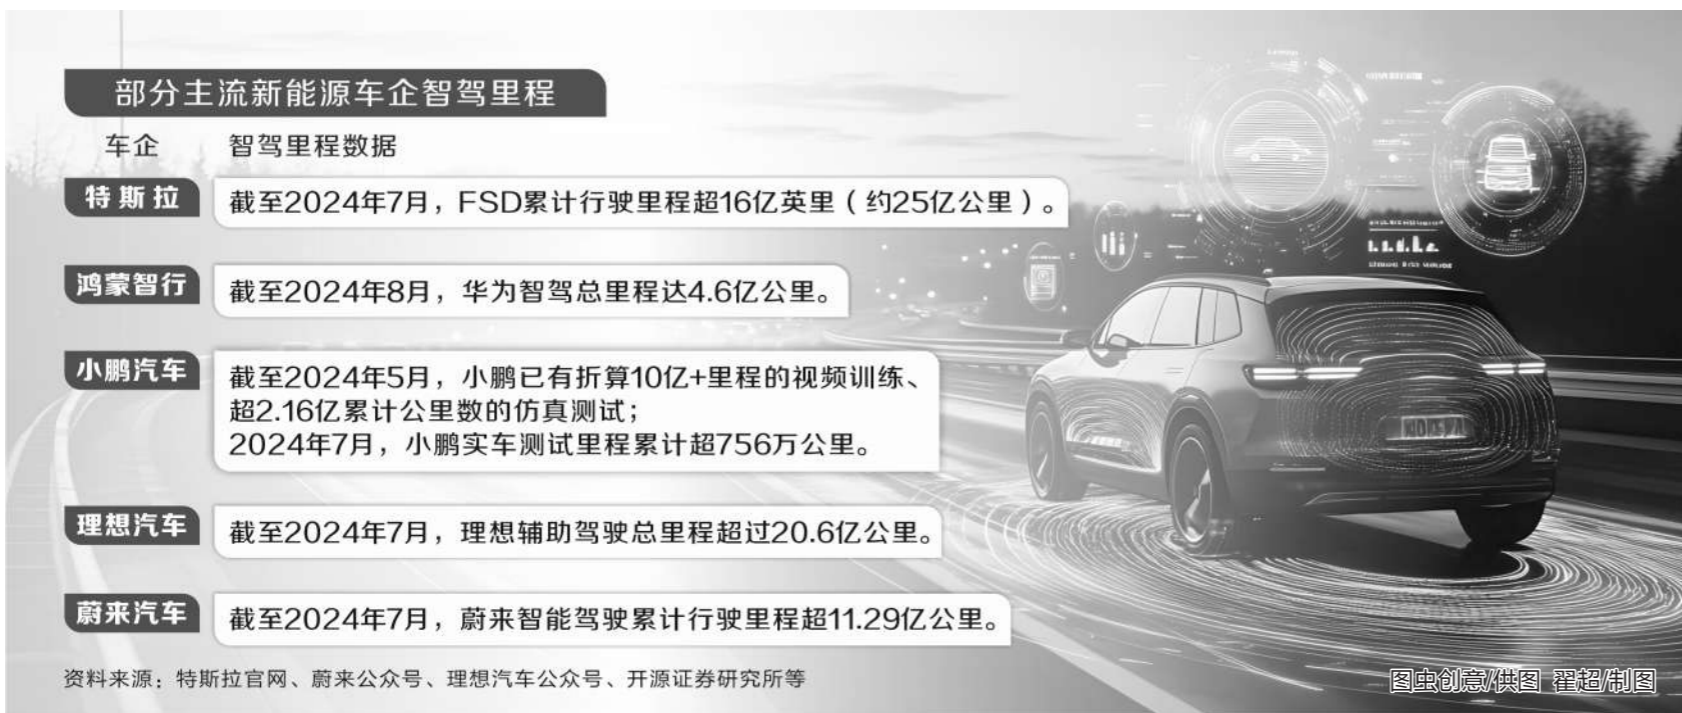 部分主流新能源车企智驾里程
车企 智驾里程数据
特斯拉 截至2024年7月，FSD累计行驶里程超16亿英里（约25亿公里）。
鸿蒙智行 截至2024年8月，华为智驾总里程达4.6亿公里。
小鹏汽车 截至2024年5月，小鹏已有折算10亿+里程的视频训练、
超2.16亿累计公里数的仿真测试；
2024年7月，小鹏实车测试里程累计超756万公里。
理想汽车 截至2024年7月，理想辅助驾驶总里程超过20.6亿公里。
蔚来汽车 截至2024年7月，蔚来智能驾驶累计行驶里程超11.29亿公里。
资料来源：特斯拉官网、蔚来公众号、理想汽车公众号、开源证券研究所等
图虫创意/供图 翟超/制图